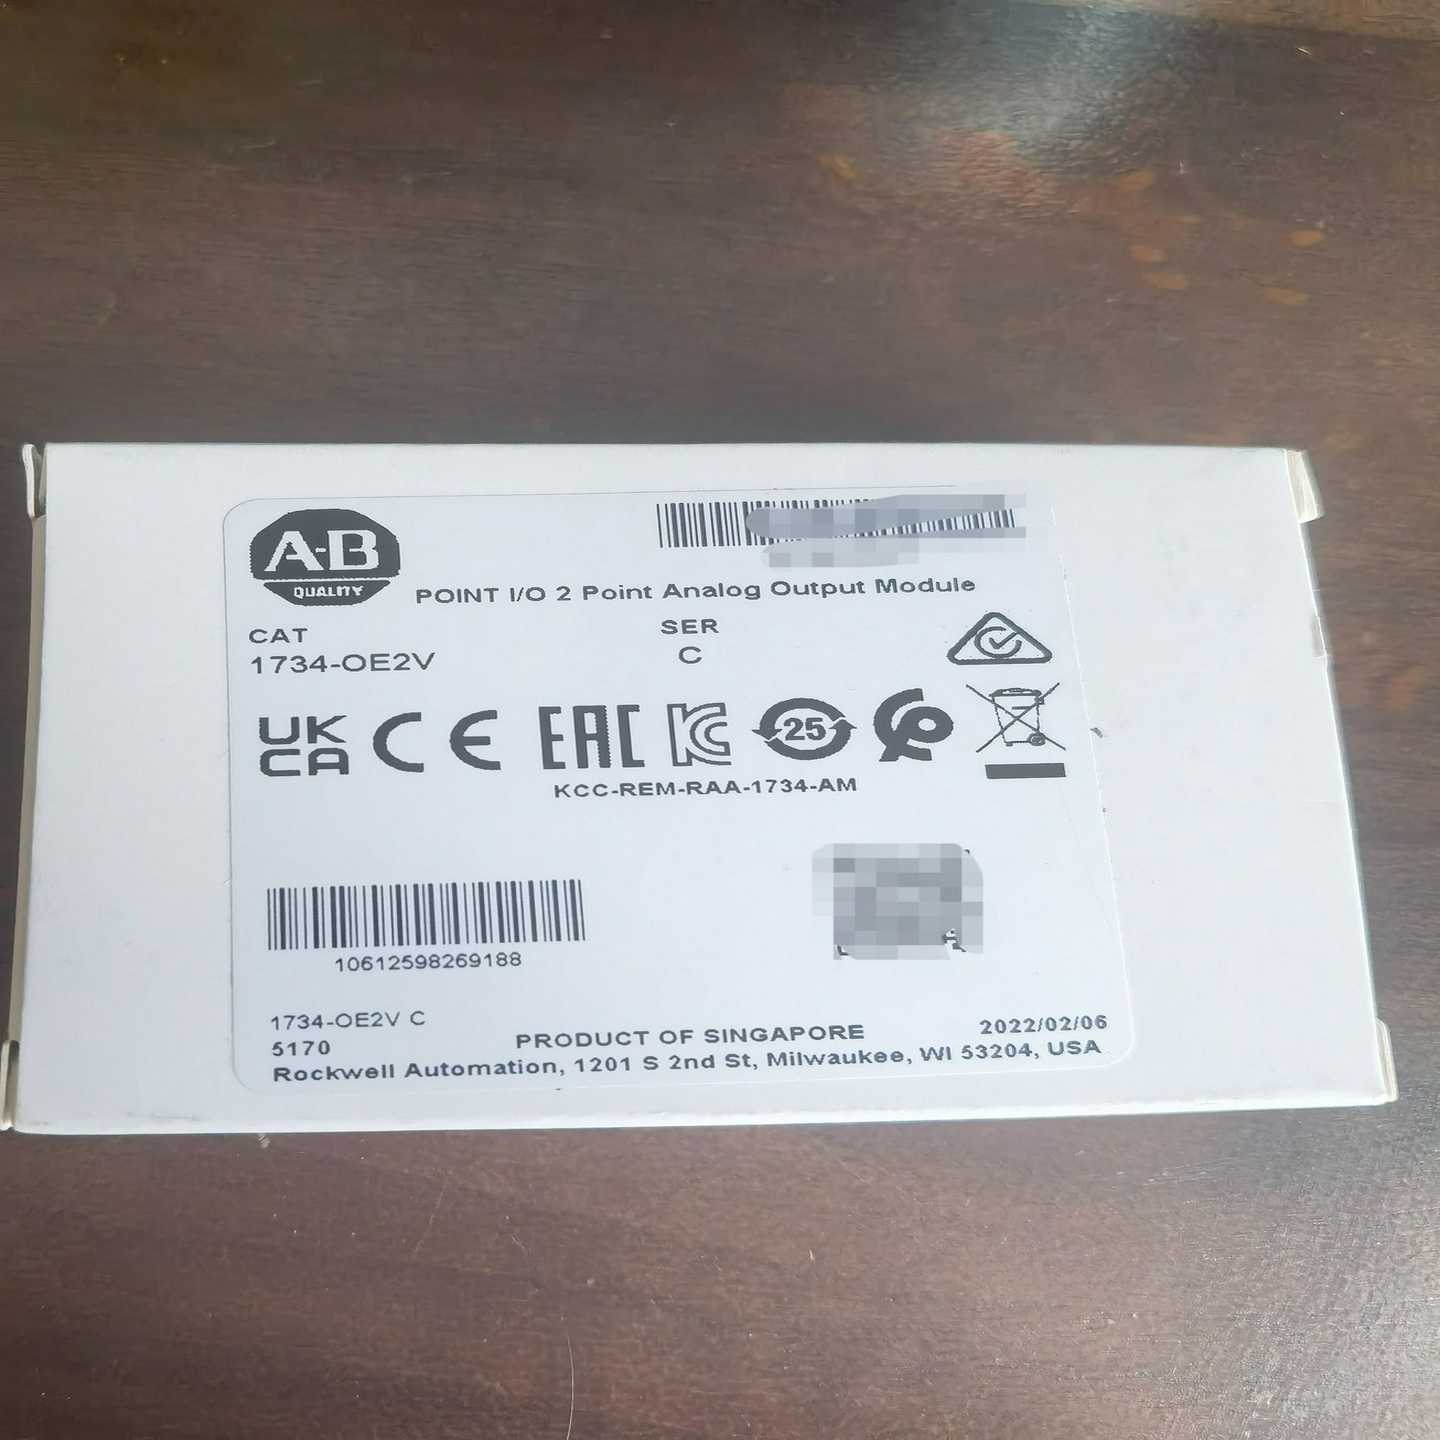 A-B
QUALITY
POINT I/O 2 Point Analog Output Module
CAT
1734-OE2V
SER
C
UK
CA
CE
EAC
KC
25
KCC-REM-RAA-1734-AM
10612598269188
1734-OE2V C
5170
PRODUCT OF SINGAPORE
2022/02/06
Rockwell Automation, 1201 S 2nd St, Milwaukee, WI 53204, USA